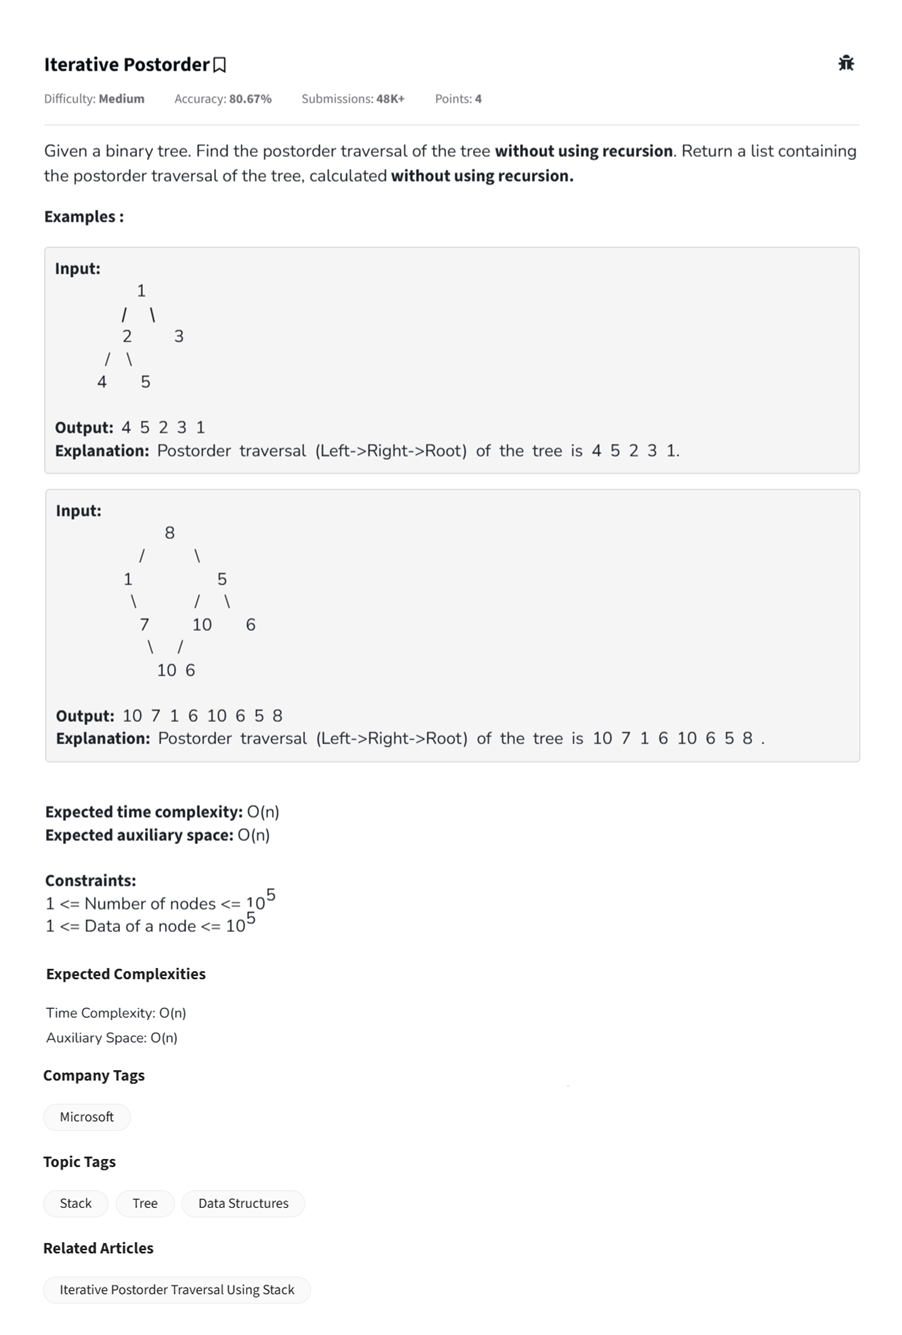 Iterative Postorder
Difficulty: Medium Accuracy: 80.67% Submissions: 48K+ Points: 4
Given a binary tree. Find the postorder traversal of the tree without using recursion. Return a list containing
the postorder traversal of the tree, calculated without using recursion.
Examples :
Input:
1
/ \
2 3
/ \
4 5
Output: 4 5 2 3 1
Explanation: Postorder traversal (Left->Right->Root) of the tree is 4 5 2 3 1.
Input:
8
/ \
1 5
\ / \
7 10 6
\ /
10 6
Output: 10 7 1 6 10 6 5 8
Explanation: Postorder traversal (Left->Right->Root) of the tree is 10 7 1 6 10 6 5 8 .
Expected time complexity: O(n)
Expected auxiliary space: O(n)
Constraints:
1 <= Number of nodes <= 10^5
1 <= Data of a node <= 10^5
Expected Complexities
Time Complexity: O(n)
Auxiliary Space: O(n)
Company Tags
Microsoft
Topic Tags
Stack Tree Data Structures
Related Articles
Iterative Postorder Traversal Using Stack